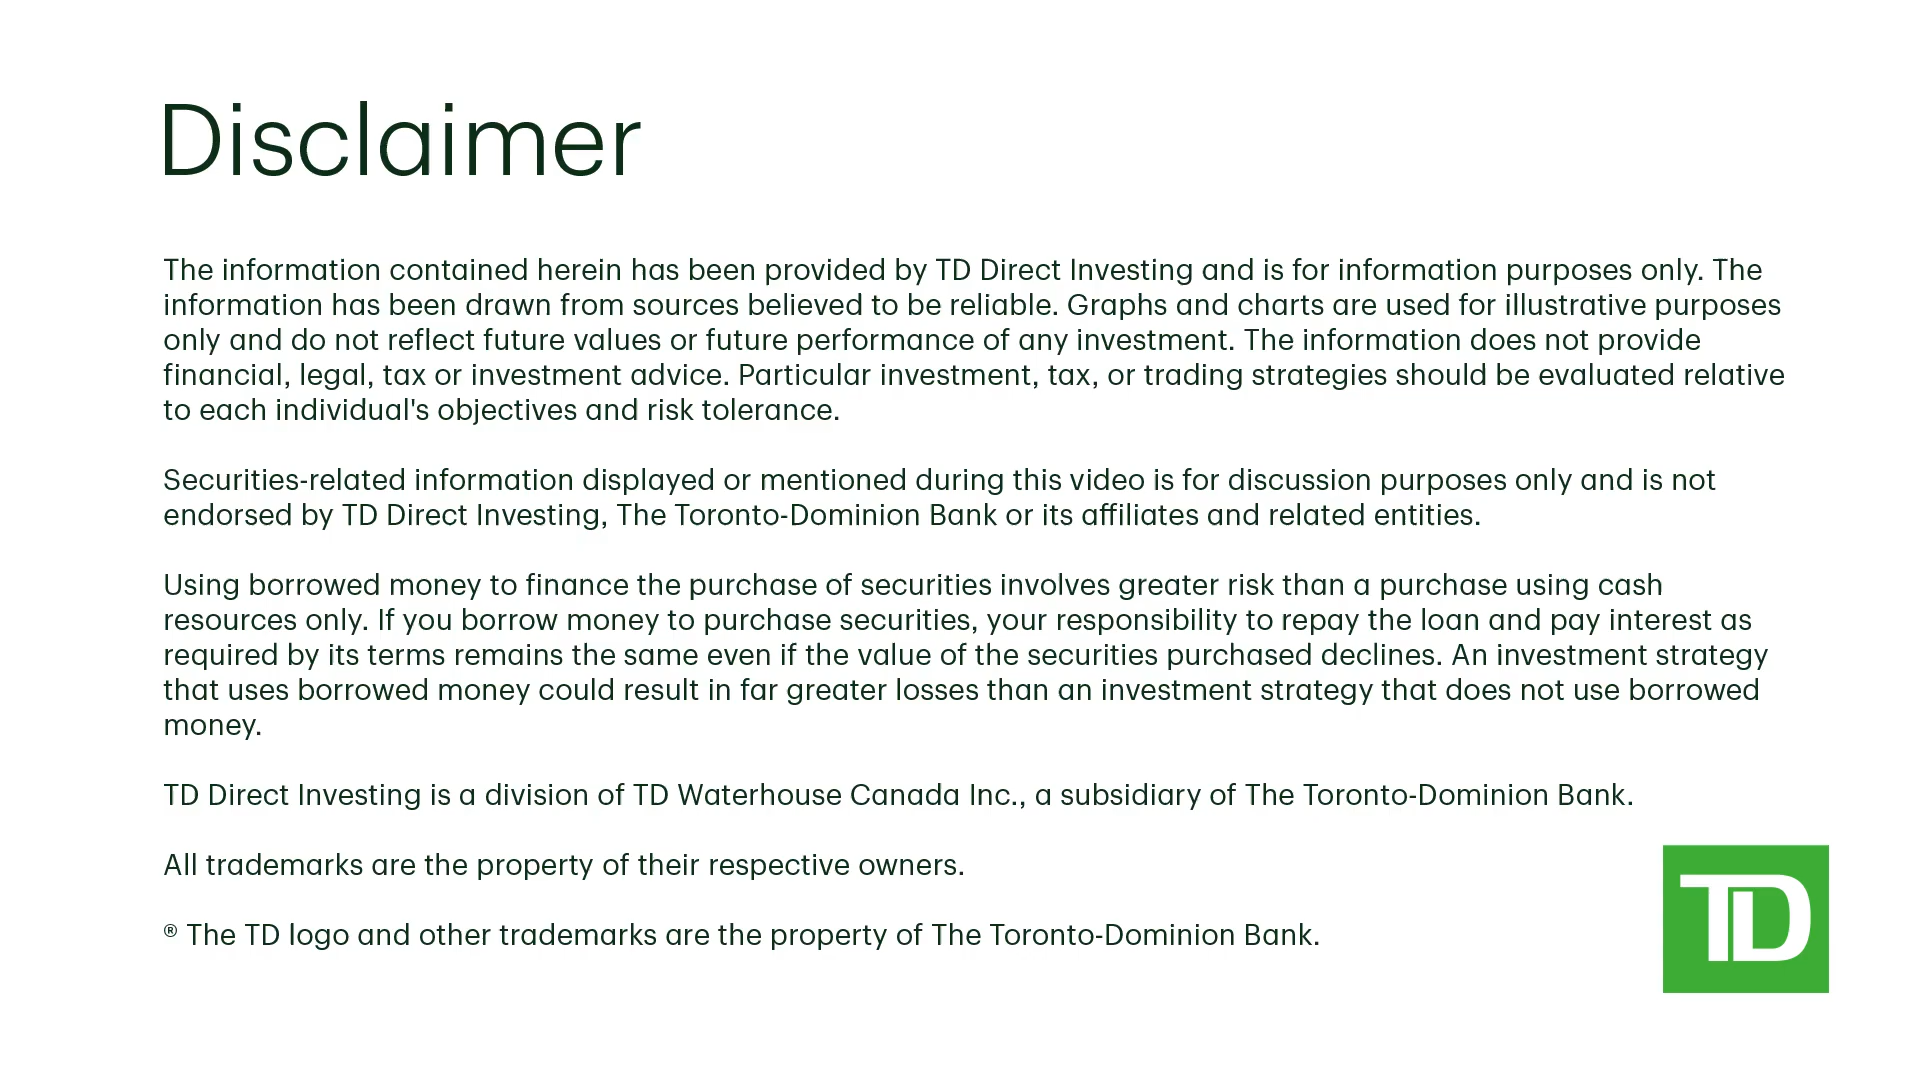 Disclaimer
The information contained herein has been provided by TD Direct Investing and is for information purposes only. The
information has been drawn from sources believed to be reliable. Graphs and charts are used for illustrative purposes
only and do not reflect future values or future performance of any investment. The information does not provide
financial, legal, tax or investment advice. Particular investment, tax, or trading strategies should be evaluated relative
to each individual's objectives and risk tolerance.
Securities-related information displayed or mentioned during this video is for discussion purposes only and is not
endorsed by TD Direct Investing, The Toronto-Dominion Bank or its affiliates and related entities.
Using borrowed money to finance the purchase of securities involves greater risk than a purchase using cash
resources only. If you borrow money to purchase securities, your responsibility to repay the loan and pay interest as
required by its terms remains the same even if the value of the securities purchased declines. An investment strategy
that uses borrowed money could result in far greater losses than an investment strategy that does not use borrowed
money.
TD Direct Investing is a division of TD Waterhouse Canada Inc., a subsidiary of The Toronto-Dominion Bank.
All trademarks are the property of their respective owners.
® The TD logo and other trademarks are the property of The Toronto-Dominion Bank.
TD